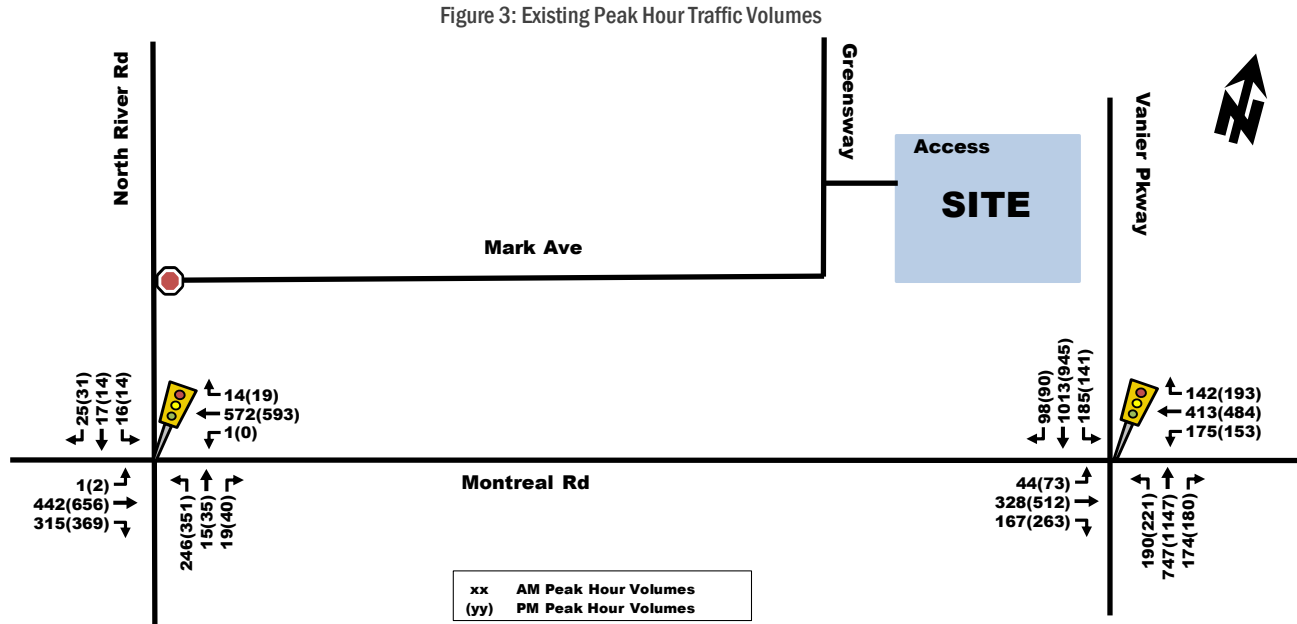 Figure 3: Existing Peak Hour Traffic Volumes
North River Rd
Greensway
Vanier Pkway
N
Access
SITE
Mark Ave
25(31)
17(14)
16(14)
14(19)
572(593)
1(0)
98(90)
1013(945)
185(141)
142(193)
413(484)
175(153)
Montreal Rd
1(2)
442(656)
315(369)
246(351)
15(35)
19(40)
44(73)
328(512)
167(263)
190(221)
747(1147)
174(180)
xx AM Peak Hour Volumes
(yy) PM Peak Hour Volumes